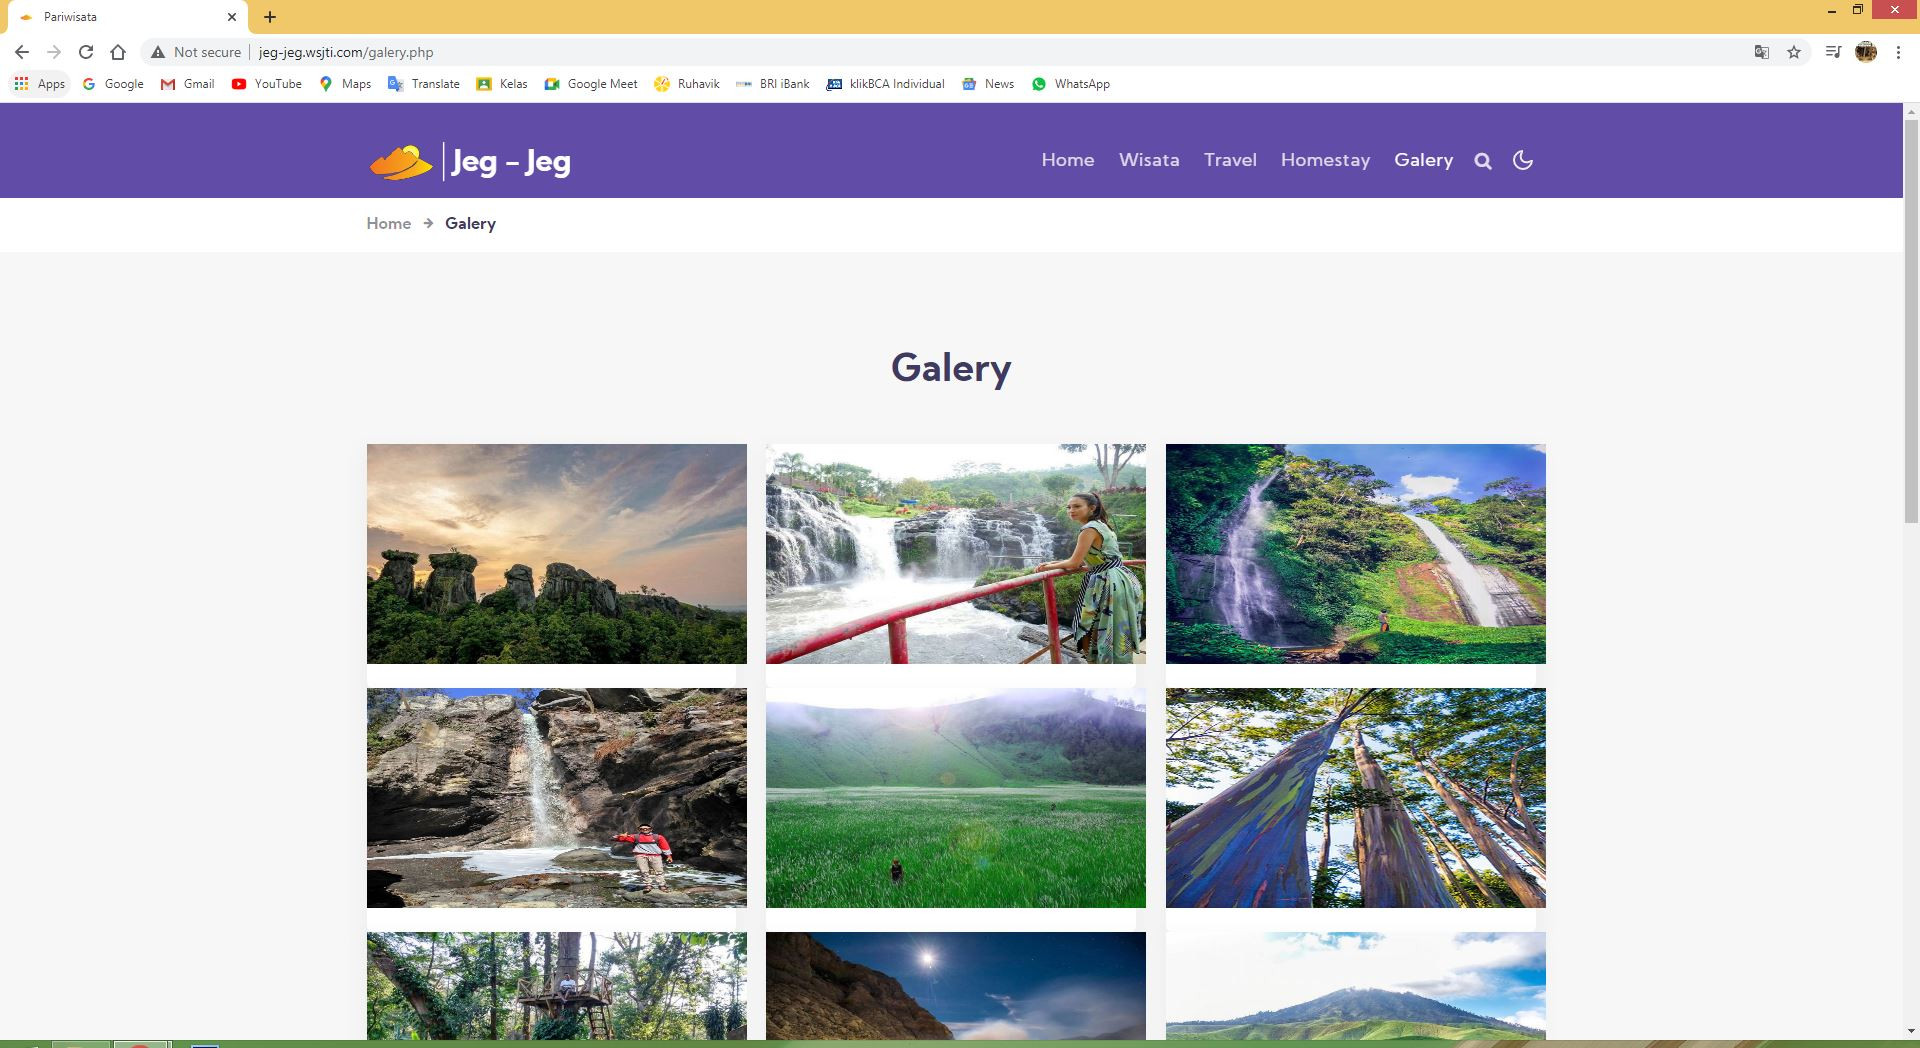 Pariwisata
Not secure jeg-jeg.wsjti.com/galery.php
Apps Google Gmail YouTube Maps Translate Kelas Google Meet Ruhavik BRI iBank klikBCA Individual News WhatsApp
Jeg - Jeg Home Wisata Travel Homestay Galery
Home → Galery
Galery